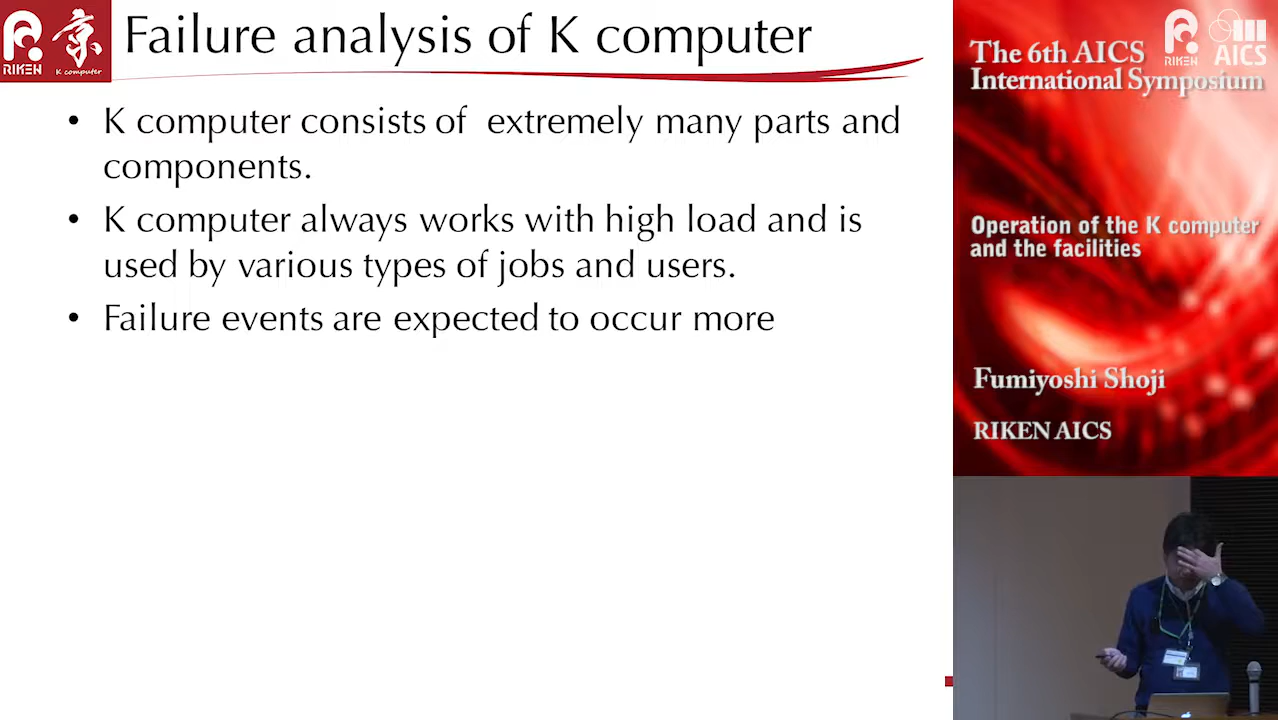 RIKEN
京
K computer
Failure analysis of K computer
• K computer consists of extremely many parts and
components.
• K computer always works with high load and is
used by various types of jobs and users.
• Failure events are expected to occur more
RIKEN
AICS
The 6th AICS
International Symposium
Operation of the K computer
and the facilities
Fumiyoshi Shoji
RIKEN AICS